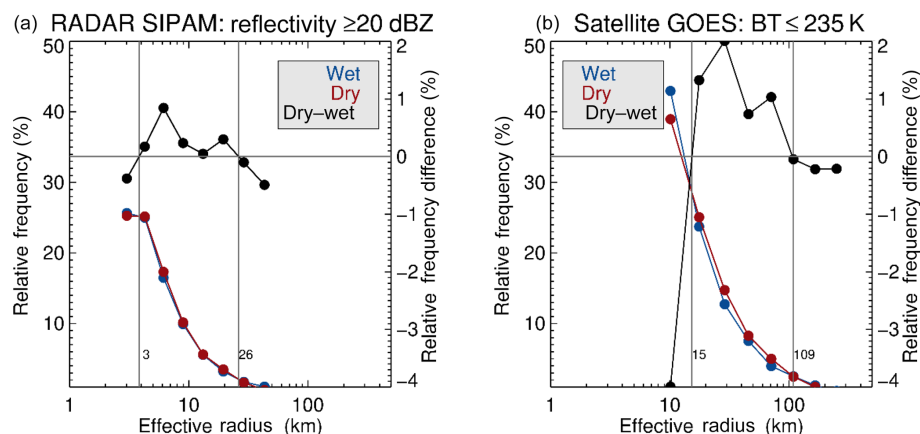 (a) RADAR SIPAM: reflectivity ≥20 dBZ
Wet
Dry
Dry–wet
Relative frequency (%)
50
40
30
20
10
Relative frequency difference (%)
2
1
0
−1
−2
−3
−4
3
26
1
10
100
Effective radius (km)
(b) Satellite GOES: BT ≤ 235 K
Wet
Dry
Dry–wet
Relative frequency (%)
50
40
30
20
10
Relative frequency difference (%)
2
1
0
−1
−2
−3
−4
15
109
1
10
100
Effective radius (km)